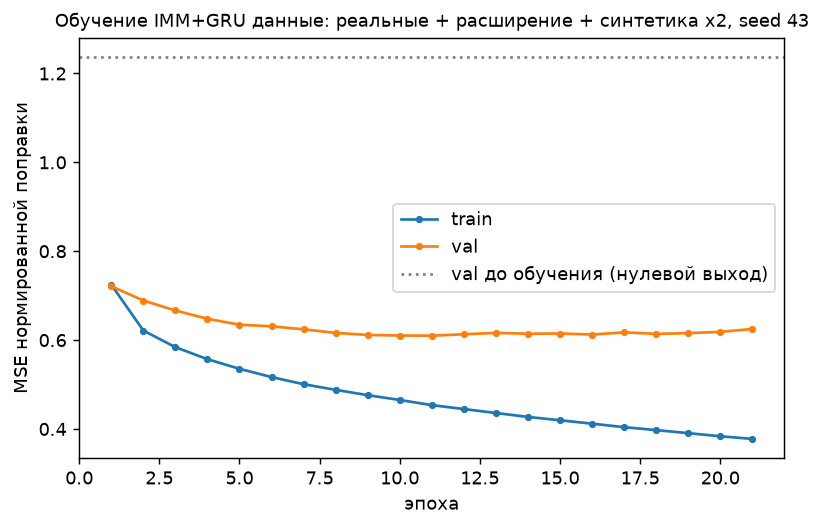 Обучение IMM+GRU данные: реальные + расширение + синтетика x2, seed 43
MSE нормированной поправки
1.2
1.0
0.8
0.6
0.4
train
val
val до обучения (нулевой выход)
0.0 2.5 5.0 7.5 10.0 12.5 15.0 17.5 20.0
эпоха